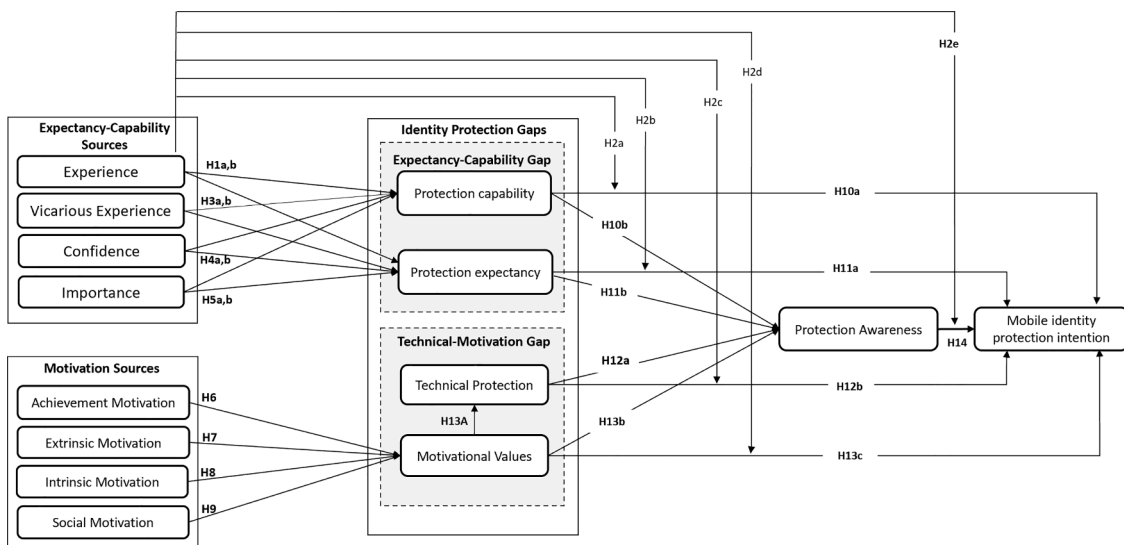 H2e
H2d
H2c
H2b
H2a
Expectancy-Capability
Sources
Experience
Vicarious Experience
Confidence
Importance
H1a,b
H3a,b
H4a,b
H5a,b
Identity Protection Gaps
Expectancy-Capability Gap
Protection capability
Protection expectancy
H10a
H10b
H11a
H11b
Technical-Motivation Gap
Technical Protection
H13A
Motivational Values
H12a
H12b
H13b
H13c
Protection Awareness
H14
Mobile identity
protection intention
Motivation Sources
Achievement Motivation
Extrinsic Motivation
Intrinsic Motivation
Social Motivation
H6
H7
H8
H9